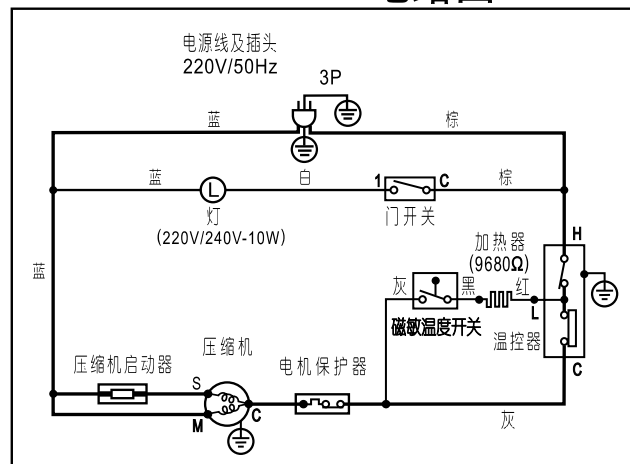 电源线及插头
220V/50Hz
3P
蓝
棕
蓝
L
白
1
C
棕
灯
(220V/240V-10W)
门开关
蓝
加热器
(9680Ω)
H
灰
黑
红
L
磁敏温度开关
温控器
C
压缩机启动器
压缩机
电机保护器
S
M
C
灰